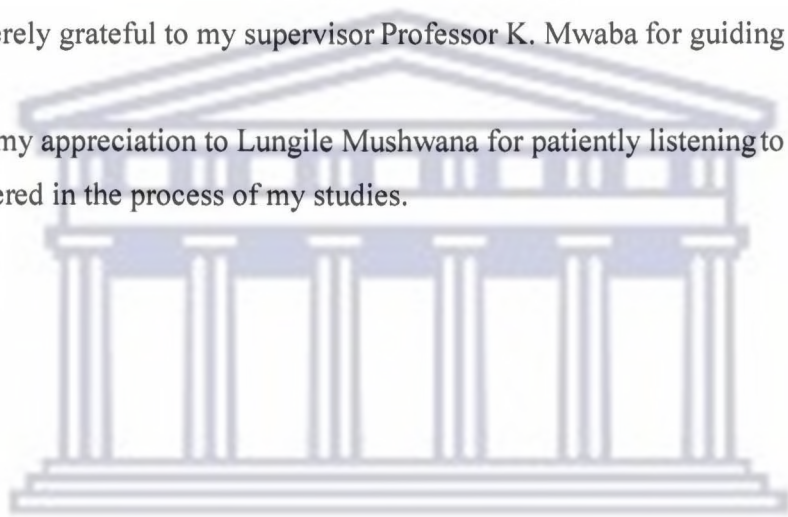 erely grateful to my supervisor Professor K. Mwaba for guiding
my appreciation to Lungile Mushwana for patiently listening to
ered in the process of my studies.